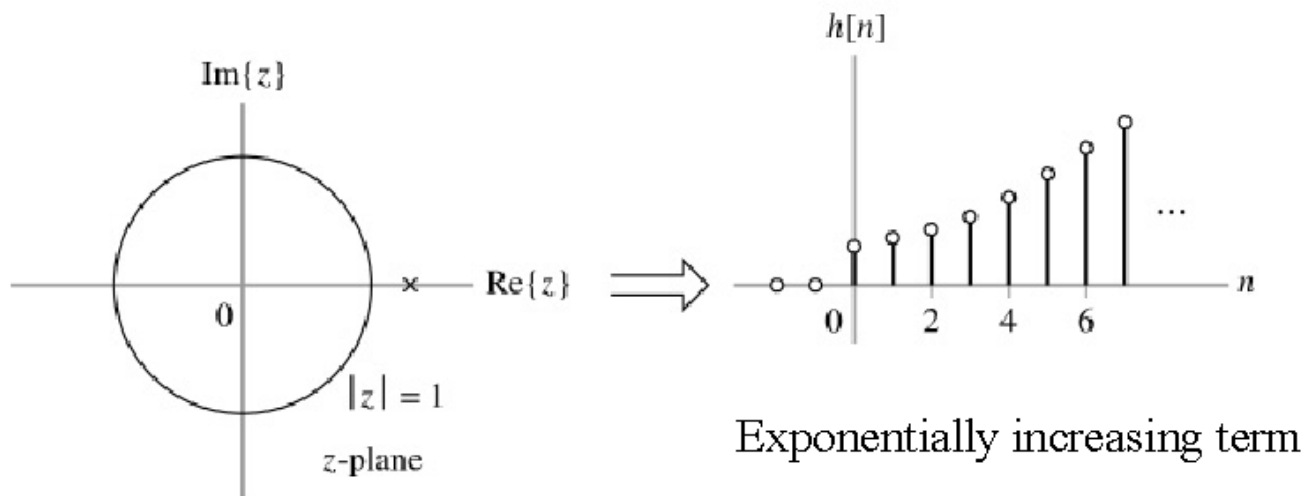 Im{z}
Re{z}
0
|z| = 1
z-plane
h[n]
...
n
0 2 4 6
Exponentially increasing term